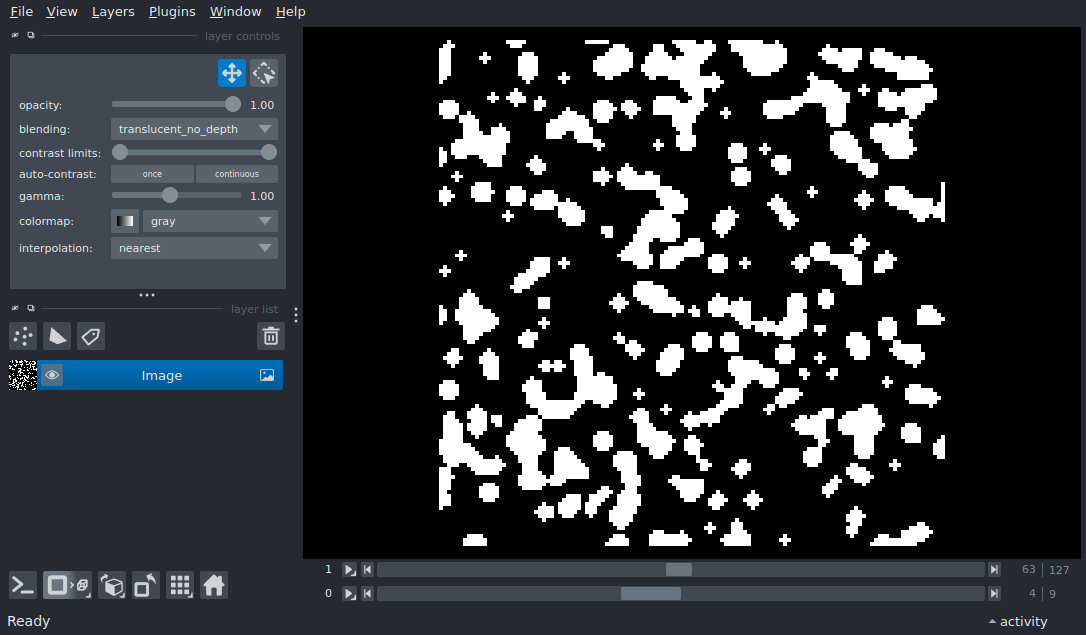 File View Layers Plugins Window Help
layer controls
opacity: 1.00
blending: translucent_no_depth
contrast limits:
auto-contrast: once continuous
gamma: 1.00
colormap: gray
interpolation: nearest
layer list
Image
1 63 127
0 4 9
Ready activity